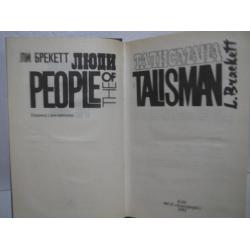 ЛИ БРЕКЕТТ
ЛЮДИ
PEOPLE
OF
THE
ТАЛИСМАНА
TALISMAN
L. Brackett